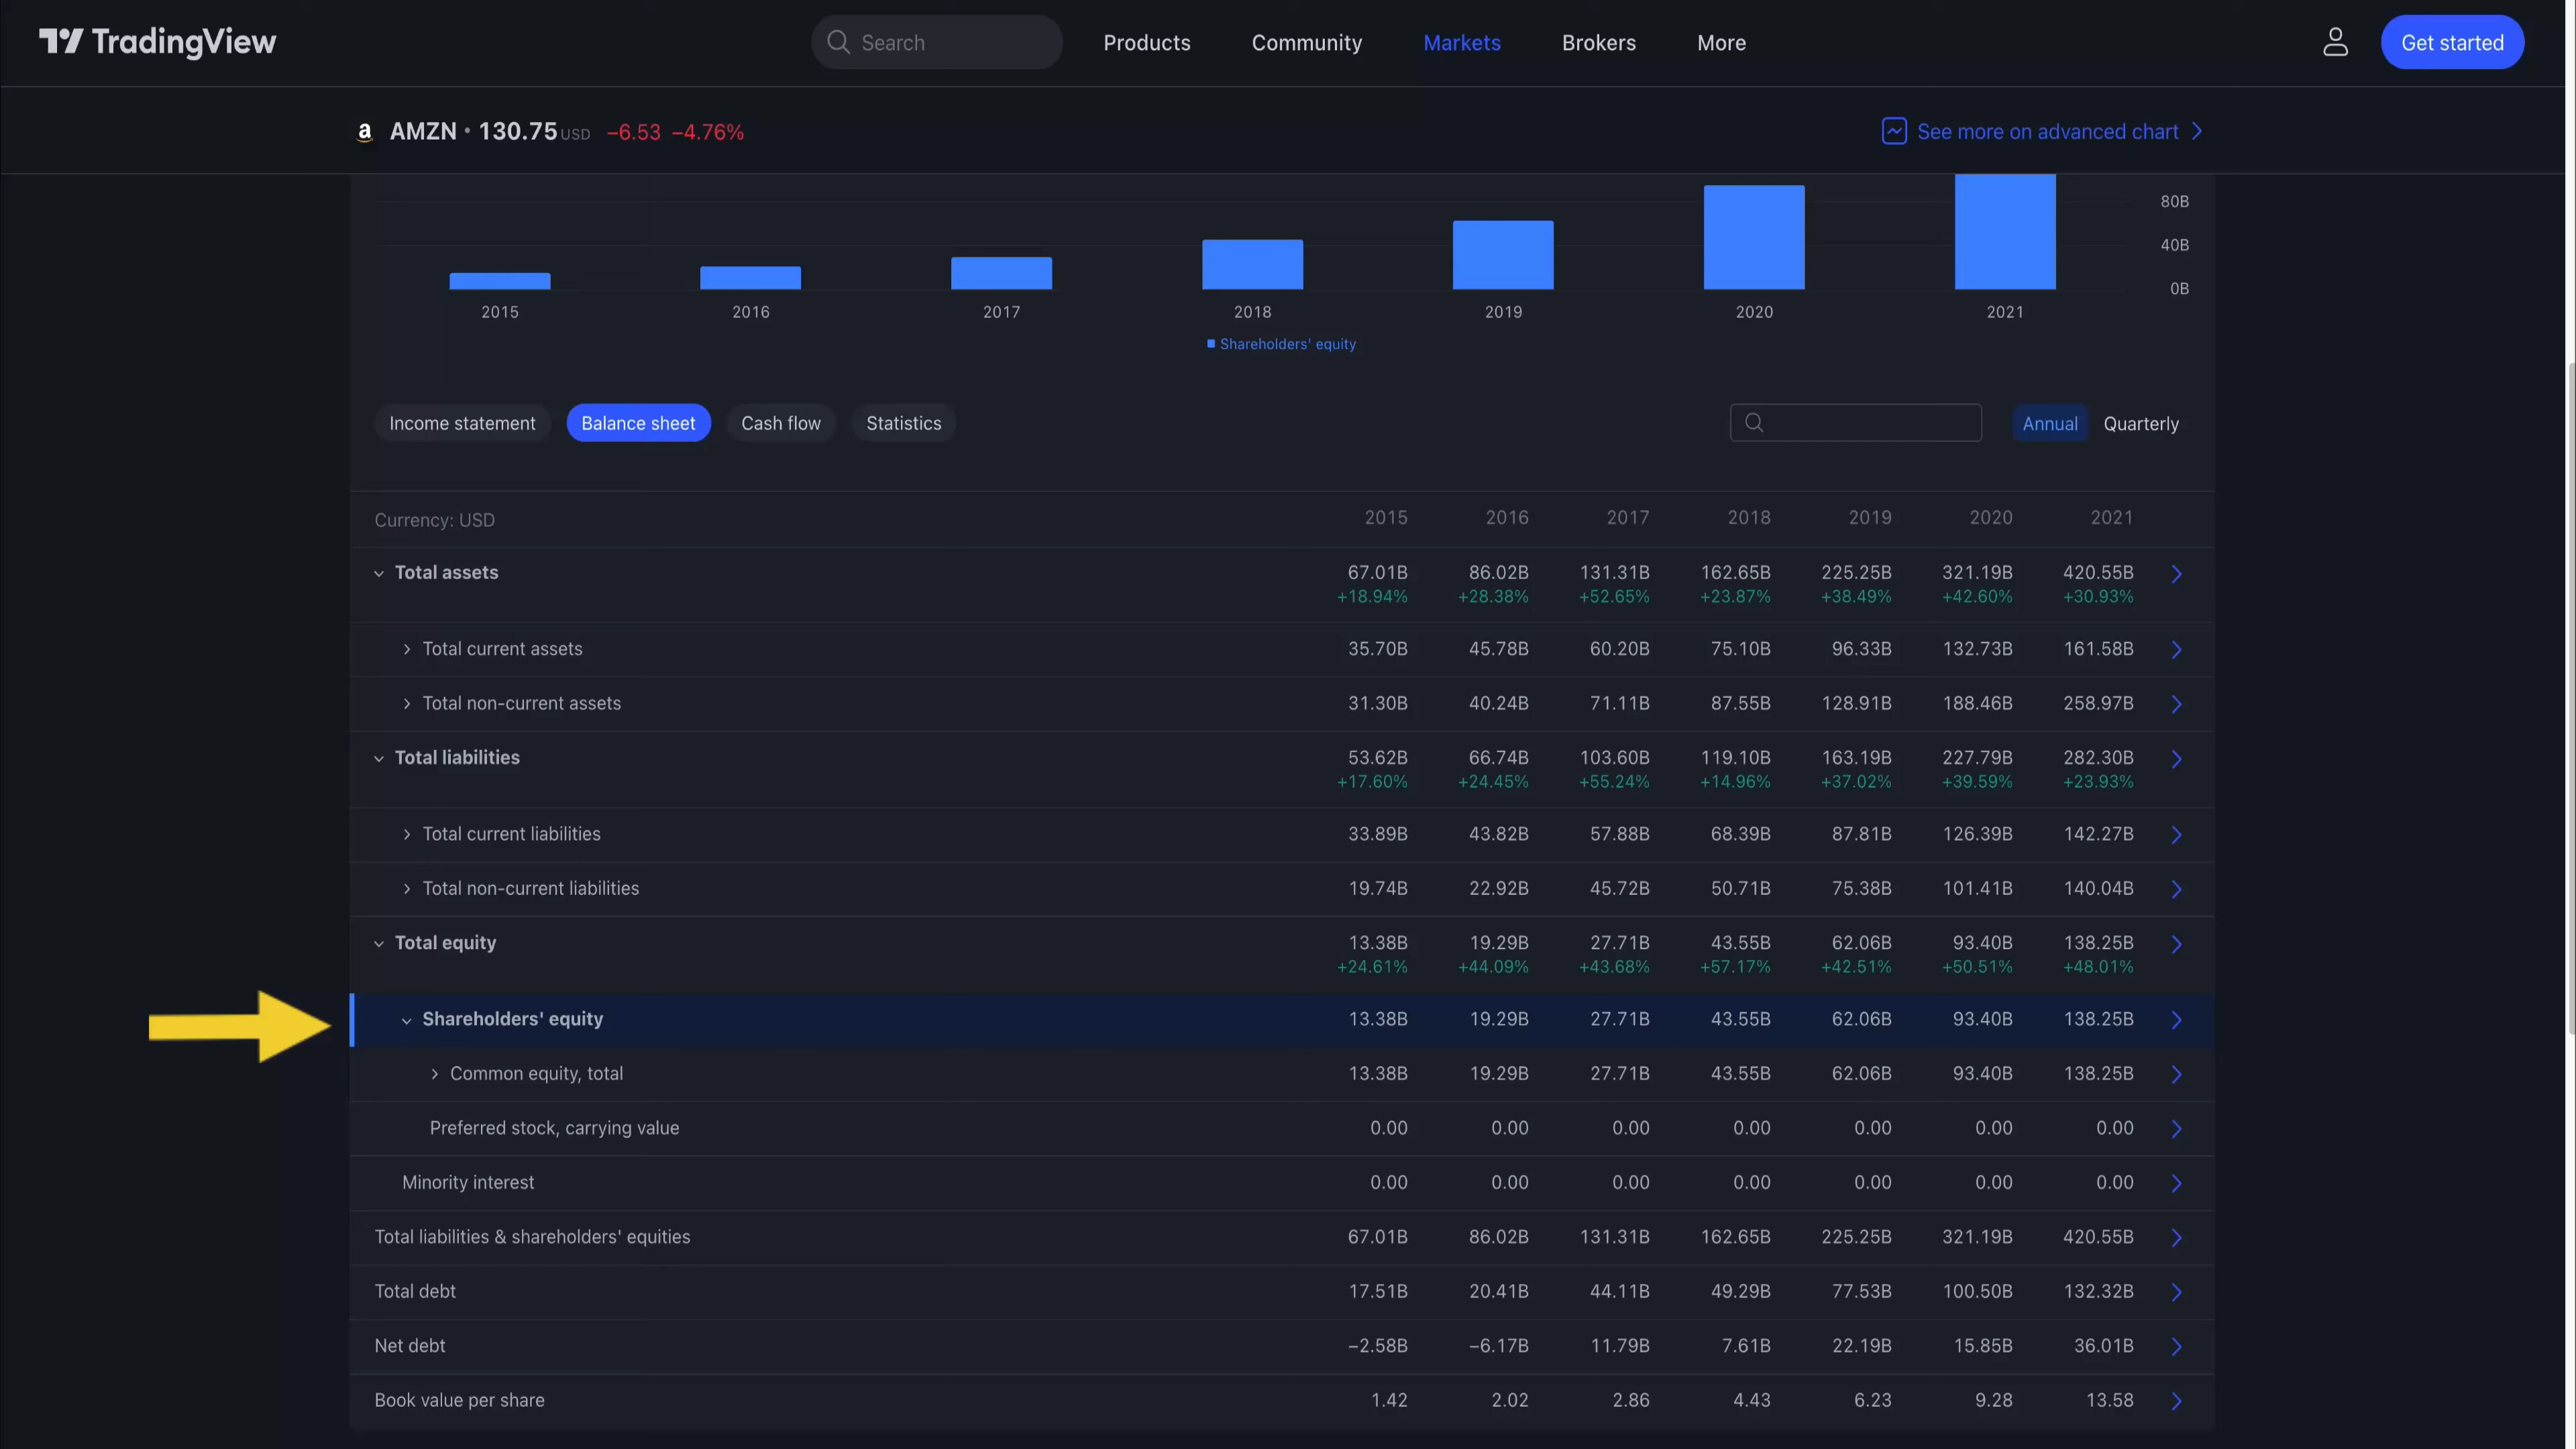 TradingView
Search
Products
Community
Markets
Brokers
More
Get started
a AMZN • 130.75 USD −6.53 −4.76%
See more on advanced chart
80B
40B
0B
2015 2016 2017 2018 2019 2020 2021
Shareholders' equity
Income statement Balance sheet Cash flow Statistics Annual Quarterly
Currency: USD 2015 2016 2017 2018 2019 2020 2021
Total assets 67.01B 86.02B 131.31B 162.65B 225.25B 321.19B 420.55B
+18.94% +28.38% +52.65% +23.87% +38.49% +42.60% +30.93%
Total current assets 35.70B 45.78B 60.20B 75.10B 96.33B 132.73B 161.58B
Total non-current assets 31.30B 40.24B 71.11B 87.55B 128.91B 188.46B 258.97B
Total liabilities 53.62B 66.74B 103.60B 119.10B 163.19B 227.79B 282.30B
+17.60% +24.45% +55.24% +14.96% +37.02% +39.59% +23.93%
Total current liabilities 33.89B 43.82B 57.88B 68.39B 87.81B 126.39B 142.27B
Total non-current liabilities 19.74B 22.92B 45.72B 50.71B 75.38B 101.41B 140.04B
Total equity 13.38B 19.29B 27.71B 43.55B 62.06B 93.40B 138.25B
+24.61% +44.09% +43.68% +57.17% +42.51% +50.51% +48.01%
Shareholders' equity 13.38B 19.29B 27.71B 43.55B 62.06B 93.40B 138.25B
Common equity, total 13.38B 19.29B 27.71B 43.55B 62.06B 93.40B 138.25B
Preferred stock, carrying value 0.00 0.00 0.00 0.00 0.00 0.00 0.00
Minority interest 0.00 0.00 0.00 0.00 0.00 0.00 0.00
Total liabilities & shareholders' equities 67.01B 86.02B 131.31B 162.65B 225.25B 321.19B 420.55B
Total debt 17.51B 20.41B 44.11B 49.29B 77.53B 100.50B 132.32B
Net debt −2.58B −6.17B 11.79B 7.61B 22.19B 15.85B 36.01B
Book value per share 1.42 2.02 2.86 4.43 6.23 9.28 13.58